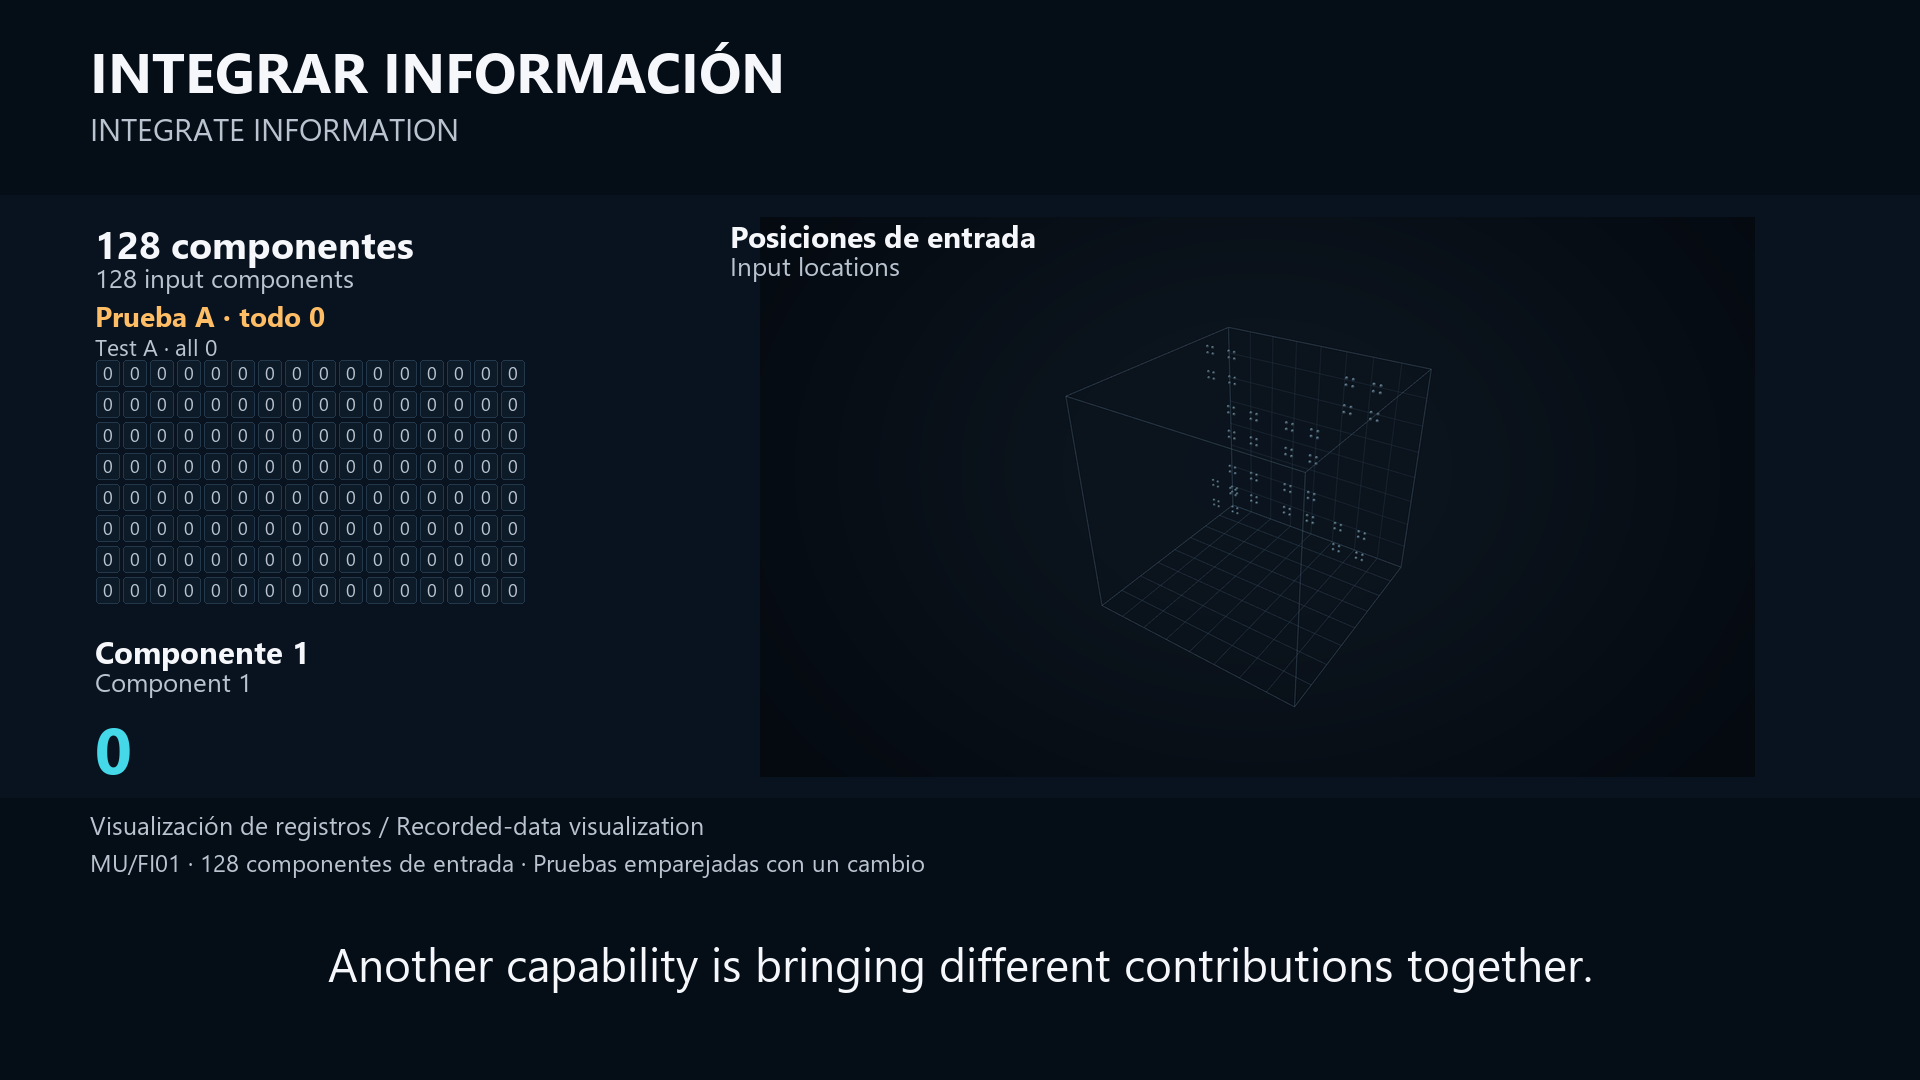 INTEGRAR INFORMACIÓN
INTEGRATE INFORMATION
128 componentes
128 input components
Prueba A · todo 0
Test A · all 0
0 0 0 0 0 0 0 0 0 0 0 0 0 0 0 0
0 0 0 0 0 0 0 0 0 0 0 0 0 0 0 0
0 0 0 0 0 0 0 0 0 0 0 0 0 0 0 0
0 0 0 0 0 0 0 0 0 0 0 0 0 0 0 0
0 0 0 0 0 0 0 0 0 0 0 0 0 0 0 0
0 0 0 0 0 0 0 0 0 0 0 0 0 0 0 0
0 0 0 0 0 0 0 0 0 0 0 0 0 0 0 0
0 0 0 0 0 0 0 0 0 0 0 0 0 0 0 0
Componente 1
Component 1
0
Posiciones de entrada
Input locations
Visualización de registros / Recorded-data visualization
MU/FI01 · 128 componentes de entrada · Pruebas emparejadas con un cambio
Another capability is bringing different contributions together.